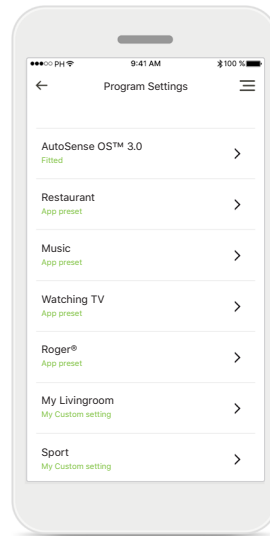 ●●●○○ PH 9:41 AM 100 %
Program Settings
AutoSense OS™ 3.0
Fitted
Restaurant
App preset
Music
App preset
Watching TV
App preset
Roger®
App preset
My Livingroom
My Custom setting
Sport
My Custom setting